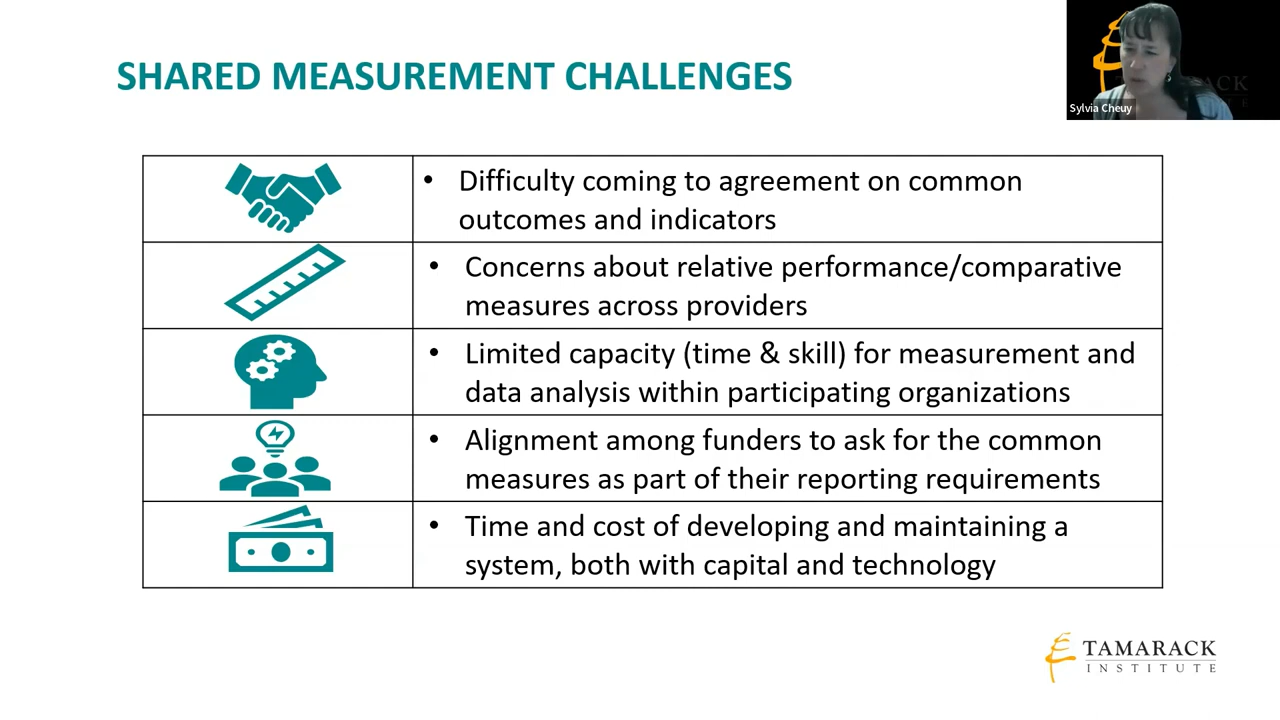 SHARED MEASUREMENT CHALLENGES
Sylvia Cheuy
• Difficulty coming to agreement on common
outcomes and indicators
• Concerns about relative performance/comparative
measures across providers
• Limited capacity (time & skill) for measurement and
data analysis within participating organizations
• Alignment among funders to ask for the common
measures as part of their reporting requirements
• Time and cost of developing and maintaining a
system, both with capital and technology
TAMARACK
INSTITUTE